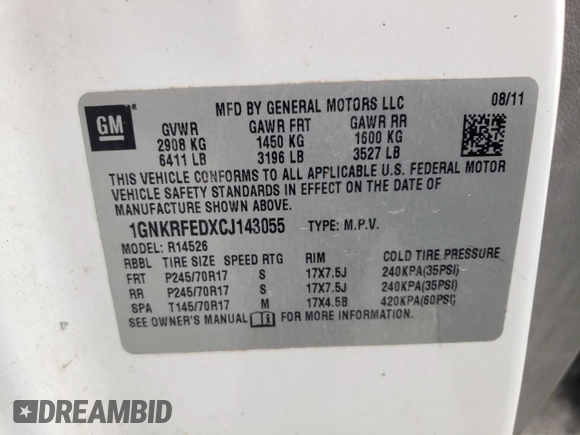 GM
MFD BY GENERAL MOTORS LLC 08/11
GVWR GAWR FRT GAWR RR
2908 KG 1450 KG 1600 KG
6411 LB 3196 LB 3527 LB
THIS VEHICLE CONFORMS TO ALL APPLICABLE U.S. FEDERAL MOTOR
VEHICLE SAFETY STANDARDS IN EFFECT ON THE DATE OF
MANUFACTURE SHOWN ABOVE.
1GNKRFEDXCJ143055 TYPE: M.P.V.
MODEL: R14526
RBBL TIRE SIZE SPEED RTG RIM COLD TIRE PRESSURE
FRT P245/70R17 S 17X7.5J 240KPA(35PSI)
RR P245/70R17 S 17X7.5J 240KPA(35PSI)
SPA T145/70R17 M 17X4.5B 420KPA(60PSI)
SEE OWNER'S MANUAL FOR MORE INFORMATION.
DREAMBID